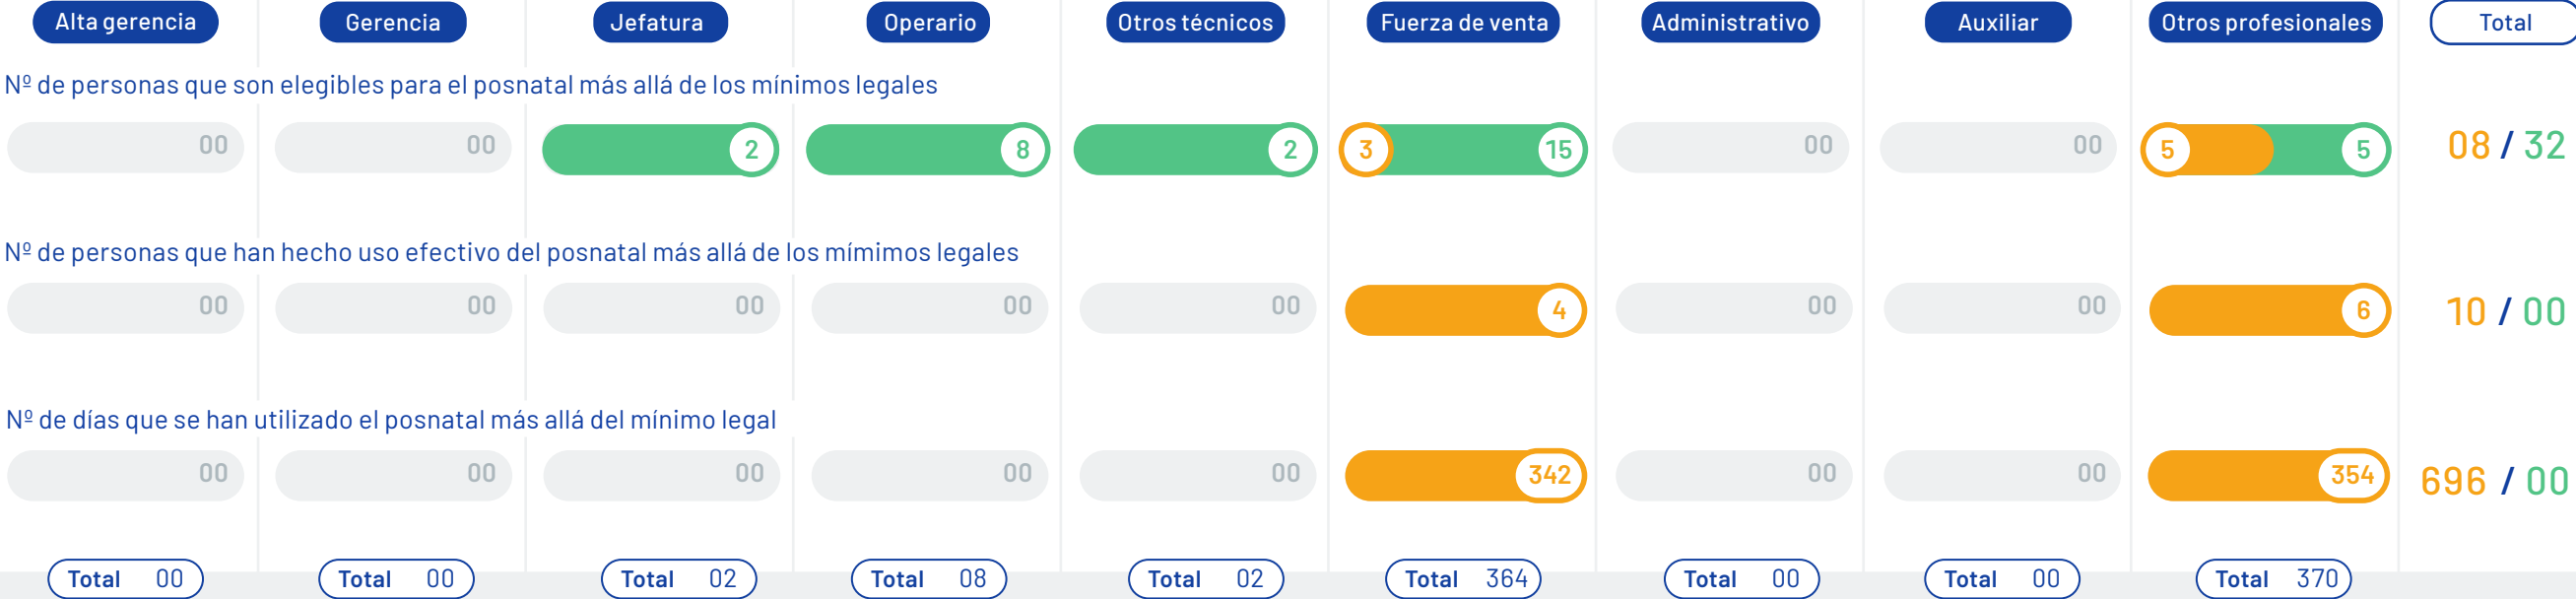 Alta gerencia Gerencia Jefatura Operario Otros técnicos Fuerza de venta Administrativo Auxiliar Otros profesionales Total
Nº de personas que son elegibles para el posnatal más allá de los mínimos legales
00 00 2 8 2 3 15 00 00 5 5 08 / 32
Nº de personas que han hecho uso efectivo del posnatal más allá de los mímimos legales
00 00 00 00 00 4 00 00 6 10 / 00
Nº de días que se han utilizado el posnatal más allá del mínimo legal
00 00 00 00 00 342 00 00 354 696 / 00
Total 00 Total 00 Total 02 Total 08 Total 02 Total 364 Total 00 Total 00 Total 370